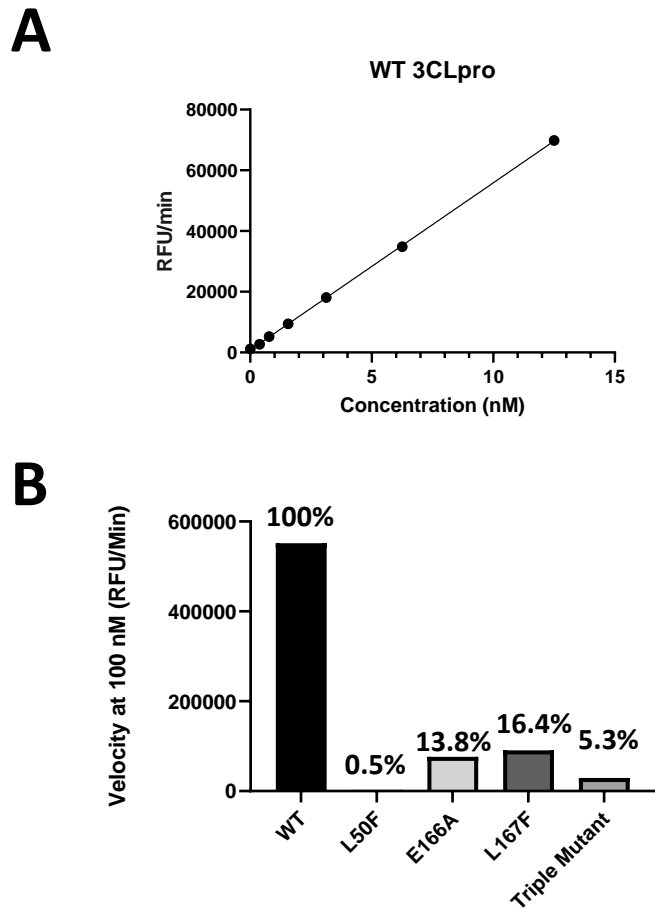 A
WT 3CLpro
80000
60000
40000
20000
0
RFU/min
0 5 10 15
Concentration (nM)
B
Velocity at 100 nM (RFU/Min)
600000
400000
200000
0
100%
0.5%
13.8%
16.4%
5.3%
WT
L50F
E166A
L167F
Triple Mutant